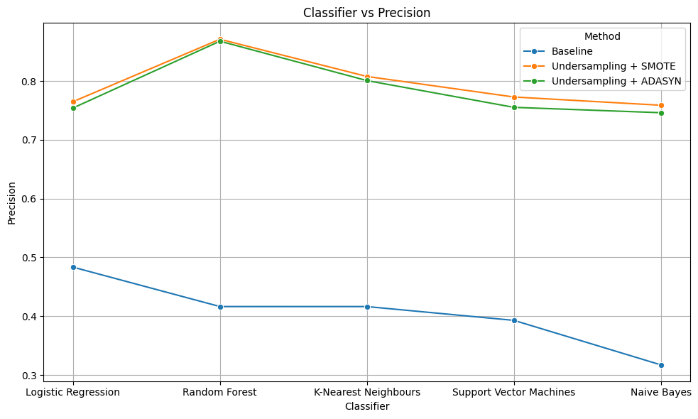 Classifier vs Precision
Method
Baseline
Undersampling + SMOTE
Undersampling + ADASYN
Precision
0.8
0.7
0.6
0.5
0.4
0.3
Logistic Regression
Random Forest
K-Nearest Neighbours
Support Vector Machines
Naive Bayes
Classifier